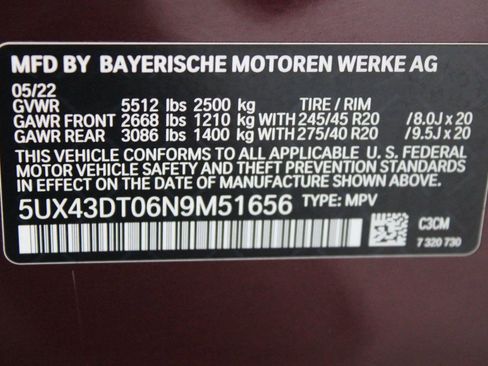 MFD BY BAYERISCHE MOTOREN WERKE AG
05/22
GVWR 5512 lbs 2500 kg TIRE / RIM
GAWR FRONT 2668 lbs 1210 kg WITH 245/45 R20 /8.0J x 20
GAWR REAR 3086 lbs 1400 kg WITH 275/40 R20 /9.5J x 20
THIS VEHICLE CONFORMS TO ALL APPLICABLE U. S. FEDERAL
MOTOR VEHICLE SAFETY AND THEFT PREVENTION STANDARDS
IN EFFECT ON THE DATE OF MANUFACTURE SHOWN ABOVE.
5UX43DT06N9M51656 TYPE: MPV
C3CM
7 320 730